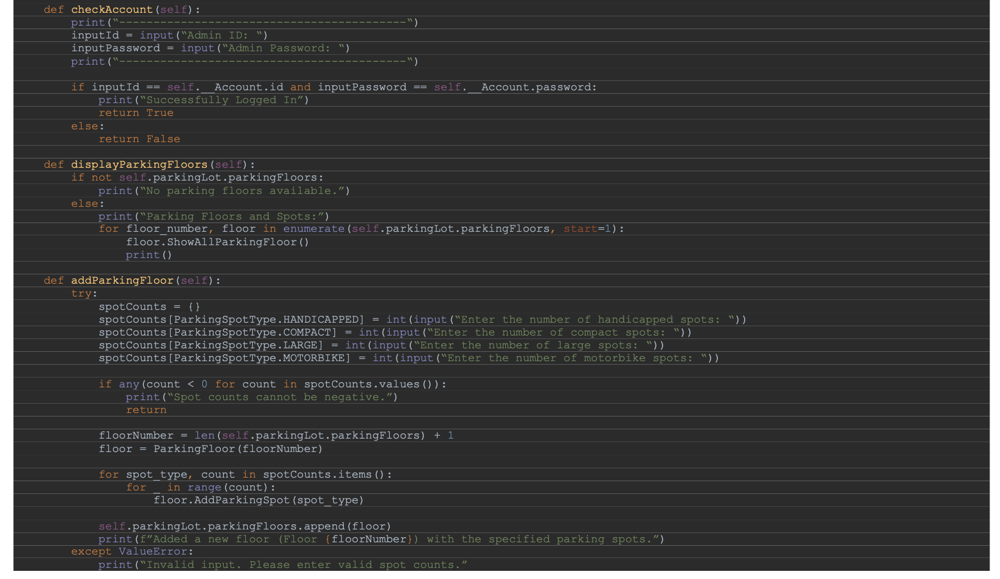 def checkAccount(self):
    print(“------------------------------------------“)
    inputId = input(“Admin ID: “)
    inputPassword = input(“Admin Password: “)
    print(“------------------------------------------“)

    if inputId == self.__Account.id and inputPassword == self.__Account.password:
        print(“Successfully Logged In”)
        return True
    else:
        return False

def displayParkingFloors(self):
    if not self.parkingLot.parkingFloors:
        print(“No parking floors available.”)
    else:
        print(“Parking Floors and Spots:”)
        for floor_number, floor in enumerate(self.parkingLot.parkingFloors, start=1):
            floor.ShowAllParkingFloor()
            print()

def addParkingFloor(self):
    try:
        spotCounts = {}
        spotCounts[ParkingSpotType.HANDICAPPED] = int(input(“Enter the number of handicapped spots: “))
        spotCounts[ParkingSpotType.COMPACT] = int(input(“Enter the number of compact spots: “))
        spotCounts[ParkingSpotType.LARGE] = int(input(“Enter the number of large spots: “))
        spotCounts[ParkingSpotType.MOTORBIKE] = int(input(“Enter the number of motorbike spots: “))

        if any(count < 0 for count in spotCounts.values()):
            print(“Spot counts cannot be negative.”)
            return

        floorNumber = len(self.parkingLot.parkingFloors) + 1
        floor = ParkingFloor(floorNumber)

        for spot_type, count in spotCounts.items():
            for _ in range(count):
                floor.AddParkingSpot(spot_type)

        self.parkingLot.parkingFloors.append(floor)
        print(f”Added a new floor (Floor {floorNumber}) with the specified parking spots.”)
    except ValueError:
        print(“Invalid input. Please enter valid spot counts.”